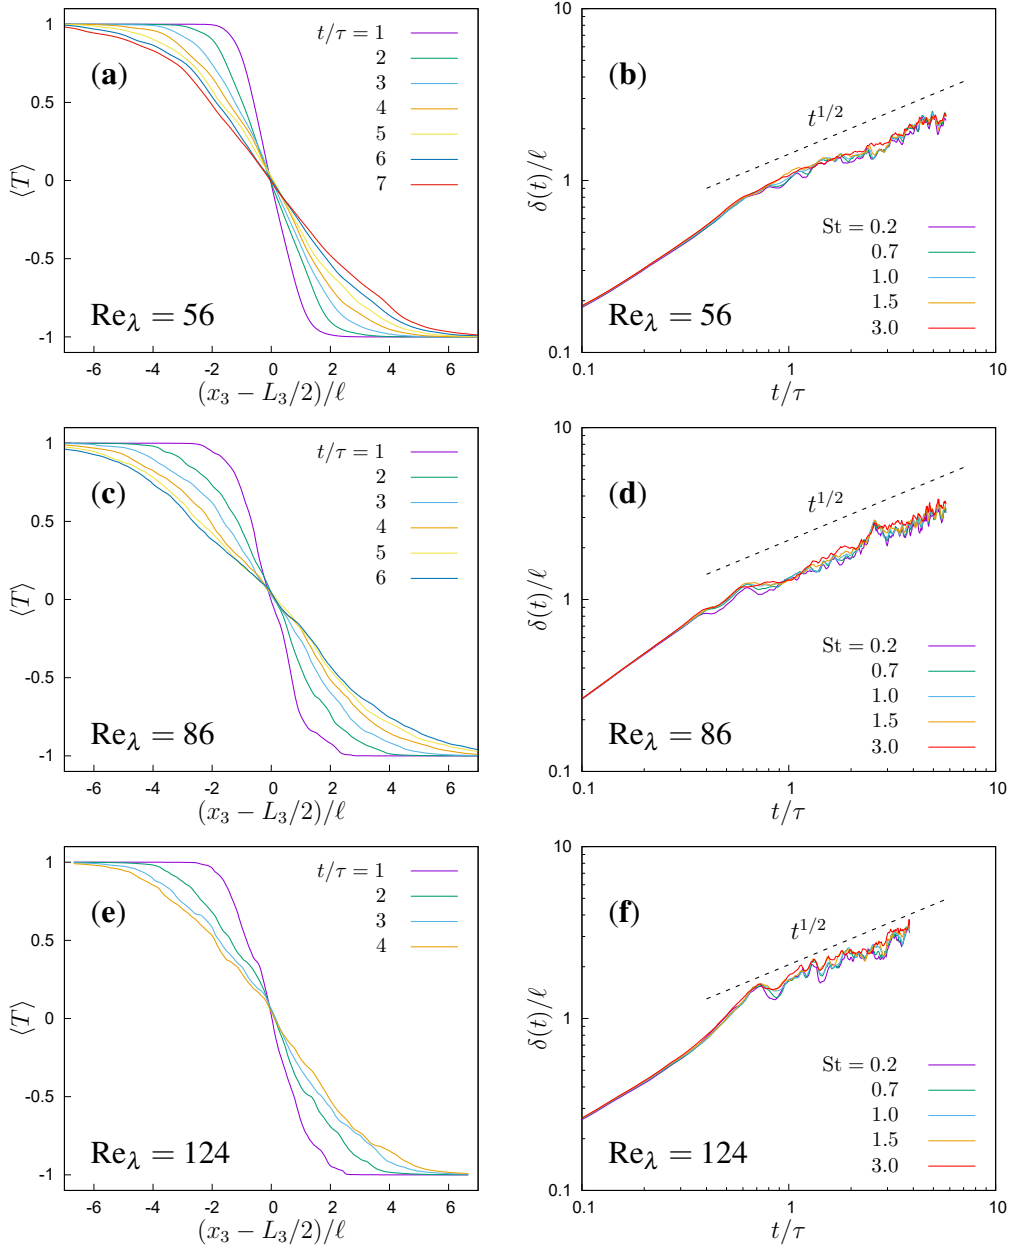 (a)
t/τ = 1
2
3
4
5
6
7
1
0.5
0
-0.5
-1
⟨T⟩
Re_λ = 56
-6 -4 -2 0 2 4 6
(x₃ − L₃/2)/ℓ
(b)
t^{1/2}
10
1
0.1
δ(t)/ℓ
St = 0.2
0.7
1.0
1.5
3.0
Re_λ = 56
0.1 1 10
t/τ
(c)
t/τ = 1
2
3
4
5
6
1
0.5
0
-0.5
-1
⟨T⟩
Re_λ = 86
-6 -4 -2 0 2 4 6
(x₃ − L₃/2)/ℓ
(d)
t^{1/2}
10
1
0.1
δ(t)/ℓ
St = 0.2
0.7
1.0
1.5
3.0
Re_λ = 86
0.1 1 10
t/τ
(e)
t/τ = 1
2
3
4
1
0.5
0
-0.5
-1
⟨T⟩
Re_λ = 124
-6 -4 -2 0 2 4 6
(x₃ − L₃/2)/ℓ
(f)
t^{1/2}
10
1
0.1
δ(t)/ℓ
St = 0.2
0.7
1.0
1.5
3.0
Re_λ = 124
0.1 1 10
t/τ